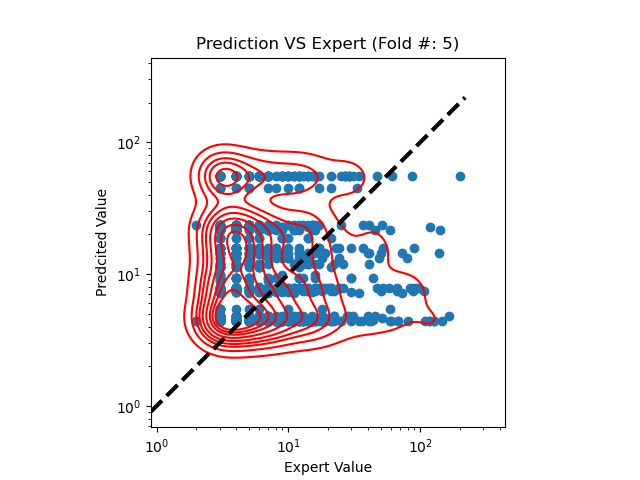 Prediction VS Expert (Fold #: 5)
Predcited Value
10²
10¹
10⁰
10⁰ 10¹ 10²
Expert Value